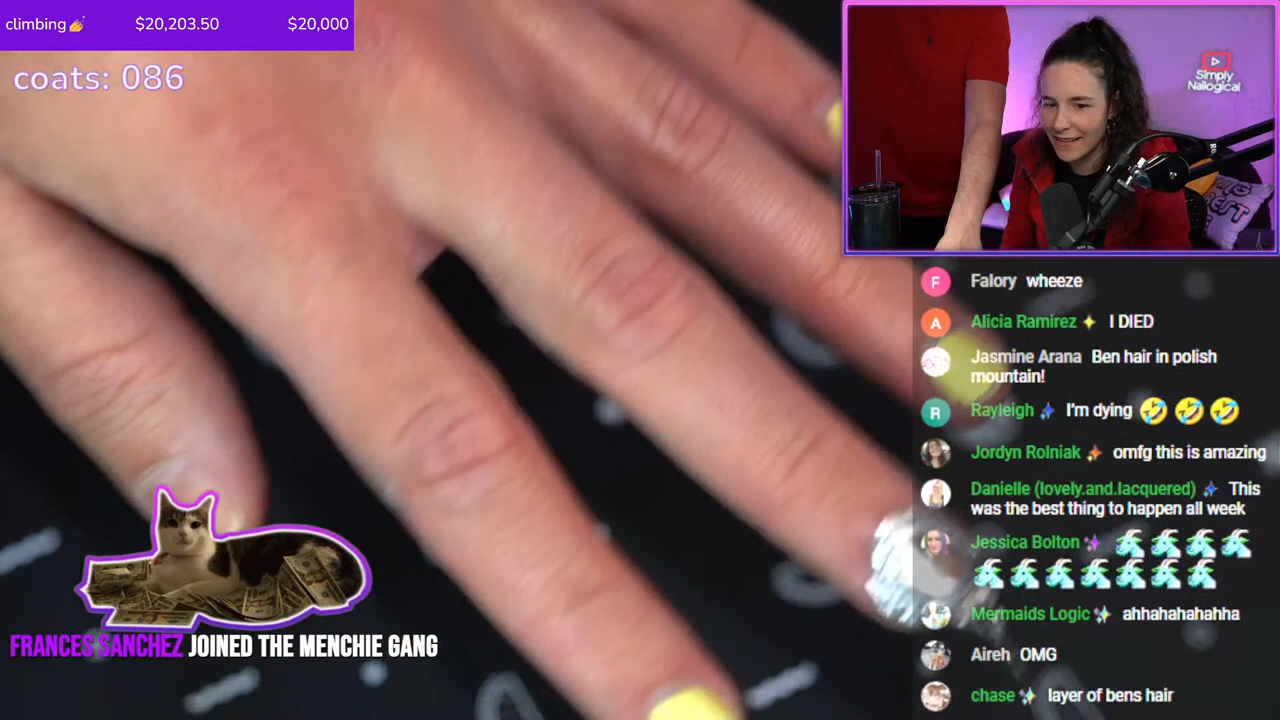 climbing💅 $20,203.50 $20,000
coats: 086
Simply
Nailogical
Falory wheeze
Alicia Ramirez I DIED
Jasmine Arana Ben hair in polish
mountain!
Rayleigh I'm dying 🤣 🤣 🤣
Jordyn Rolniak omfg this is amazing
Danielle (lovely.and.lacquered) This
was the best thing to happen all week
Jessica Bolton
Mermaids Logic ahhahahahahha
Aireh OMG
chase layer of bens hair
FRANCES SANCHEZ JOINED THE MENCHIE GANG